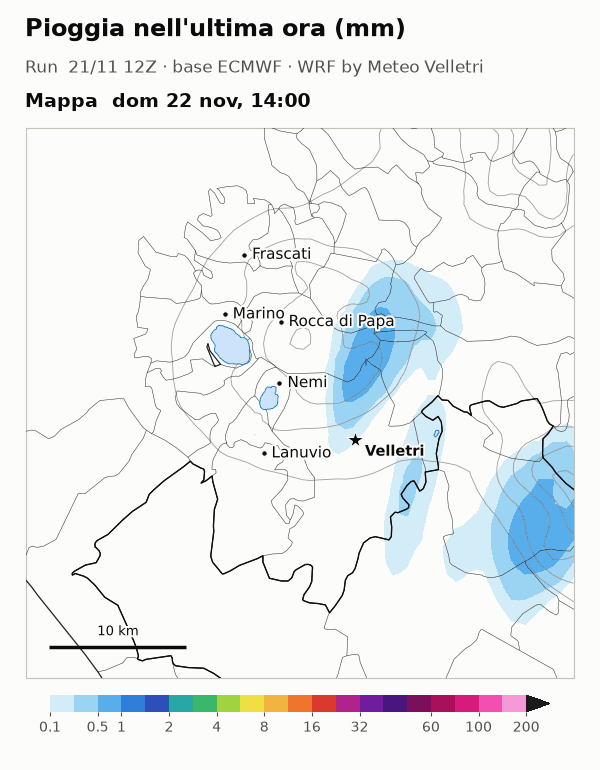 Pioggia nell'ultima ora (mm)
Run  21/11 12Z · base ECMWF · WRF by Meteo Velletri
Mappa  dom 22 nov, 14:00
Frascati
Marino
Rocca di Papa
Nemi
Velletri
Lanuvio
10 km
0.1 0.5 1 2 4 8 16 32 60 100 200